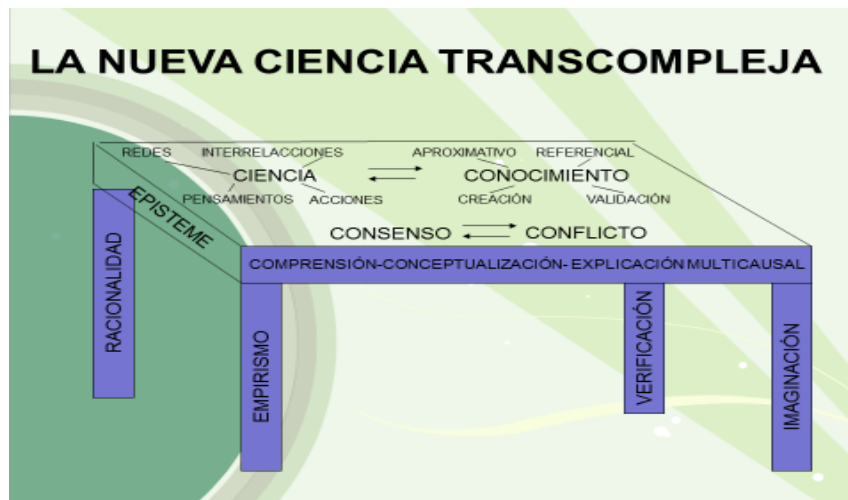 LA NUEVA CIENCIA TRANSCOMPLEJA
REDES INTERRELACCIONES APROXIMATIVO REFERENCIAL
CIENCIA CONOCIMIENTO
PENSAMIENTOS ACCIONES CREACIÓN VALIDACIÓN
EPISTEME
CONSENSO CONFLICTO
COMPRENSIÓN-CONCEPTUALIZACIÓN- EXPLICACIÓN MULTICAUSAL
RACIONALIDAD
EMPIRISMO
VERIFICACIÓN
IMAGINACIÓN